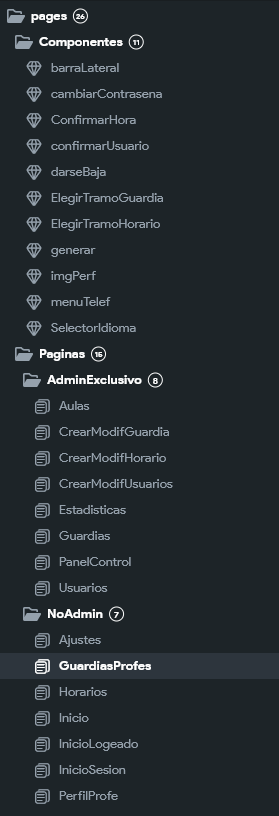 pages 26
Componentes 11
barraLateral
cambiarContrasena
ConfirmarHora
confirmarUsuario
darseBaja
ElegirTramoGuardia
ElegirTramoHorario
generar
imgPerf
menuTelef
SelectorIdioma
Paginas 15
AdminExclusivo 8
Aulas
CrearModifGuardia
CrearModifHorario
CrearModifUsuarios
Estadisticas
Guardias
PanelControl
Usuarios
NoAdmin 7
Ajustes
GuardiasProfes
Horarios
Inicio
InicioLogeado
InicioSesion
PerfilProfe